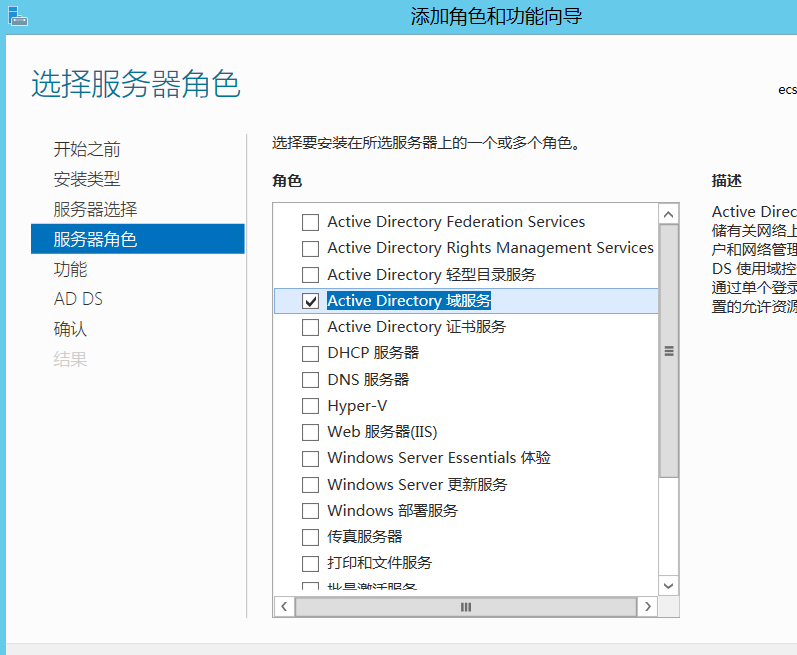 添加角色和功能向导
选择服务器角色
ecs
开始之前
安装类型
服务器选择
服务器角色
功能
AD DS
确认
结果
选择要安装在所选服务器上的一个或多个角色。
角色
Active Directory Federation Services
Active Directory Rights Management Services
Active Directory 轻型目录服务
Active Directory 域服务
Active Directory 证书服务
DHCP 服务器
DNS 服务器
Hyper-V
Web 服务器(IIS)
Windows Server Essentials 体验
Windows Server 更新服务
Windows 部署服务
传真服务器
打印和文件服务
批量激活服务
描述
Active Direc
储有关网络上
户和网络管理
DS 使用域控
通过单个登录
置的允许资源